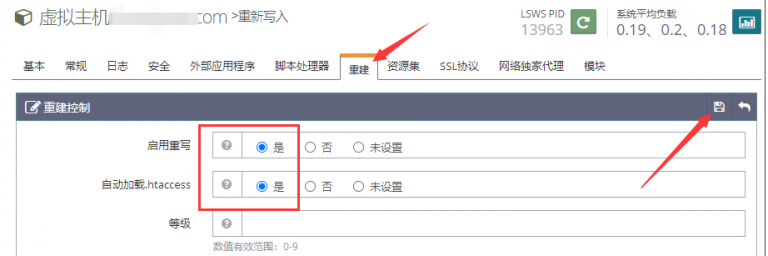 虚拟主机 com >重新写入
LSWS PID
13963
系统平均负载
0.19、0.2、0.18
基本 常规 日志 安全 外部应用程序 脚本处理器 重建 资源集 SSL协议 网络独家代理 模块
重建控制
启用重写 是 否 未设置
自动加载.htaccess 是 否 未设置
等级
数值有效范围：0-9